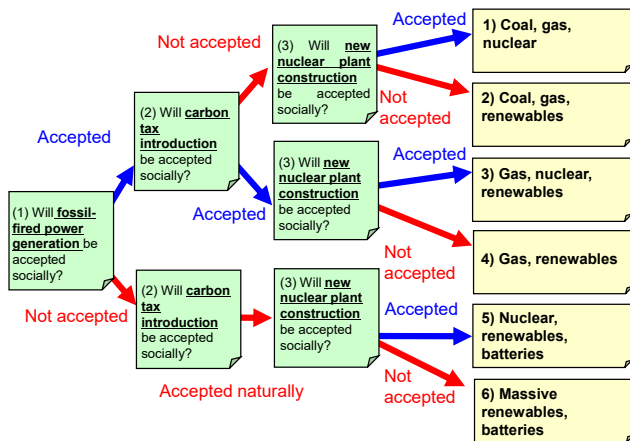 (1) Will fossil-
fired power
generation be
accepted
socially?
Accepted
Not accepted
(2) Will carbon
tax
introduction
be accepted
socially?
Not accepted
Accepted
(2) Will carbon
tax
introduction
be accepted
socially?
Accepted naturally
(3) Will new
nuclear plant
construction
be accepted
socially?
Accepted
Not
accepted
(3) Will new
nuclear plant
construction
be accepted
socially?
Accepted
Not
accepted
(3) Will new
nuclear plant
construction
be accepted
socially?
Accepted
Not
accepted
1) Coal, gas,
nuclear
2) Coal, gas,
renewables
3) Gas, nuclear,
renewables
4) Gas, renewables
5) Nuclear,
renewables,
batteries
6) Massive
renewables,
batteries